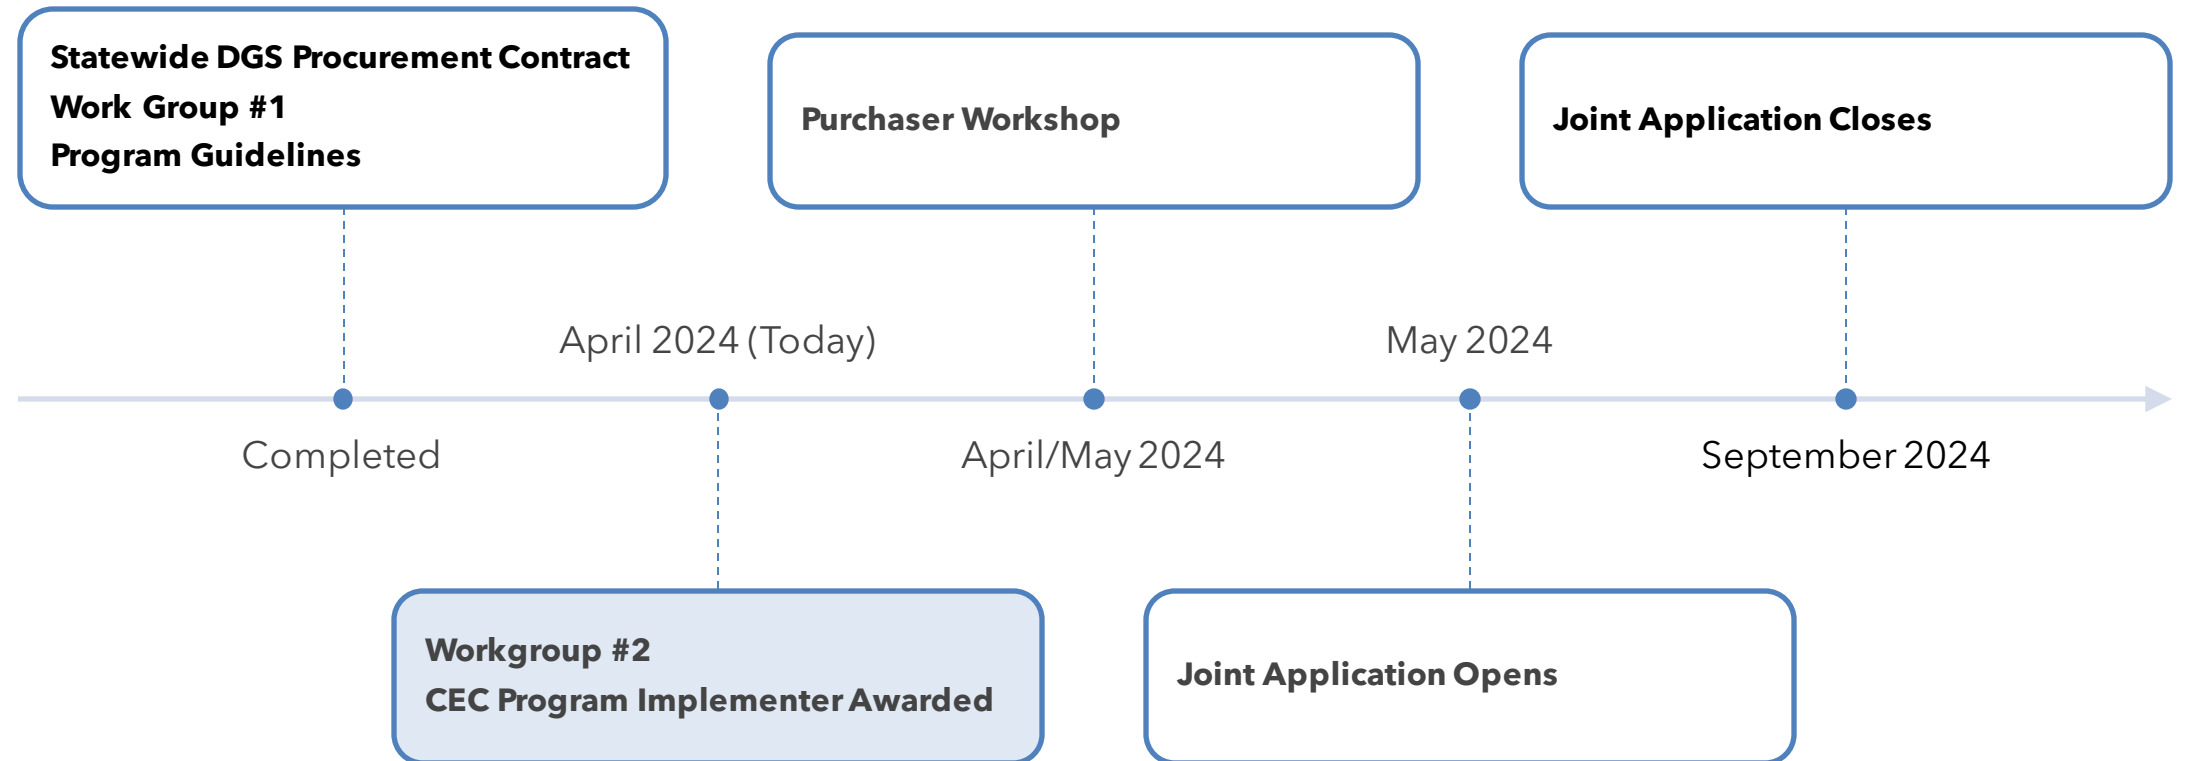 Statewide DGS Procurement Contract
Work Group #1
Program Guidelines
Completed
April 2024 (Today)
Workgroup #2
CEC Program Implementer Awarded
Purchaser Workshop
April/May 2024
May 2024
Joint Application Opens
Joint Application Closes
September 2024